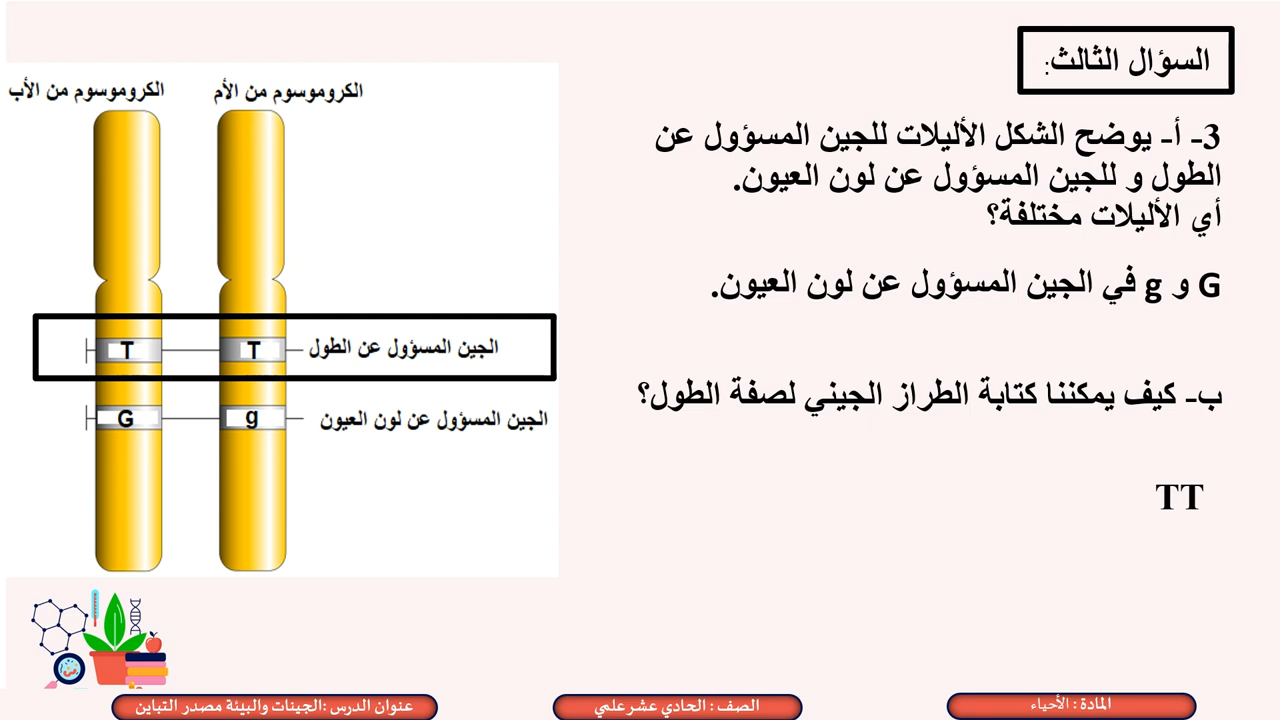 السؤال الثالث:
3- أ- يوضح الشكل الأليلات للجين المسؤول عن
الطول و للجين المسؤول عن لون العيون.
أي الأليلات مختلفة؟
G و g في الجين المسؤول عن لون العيون.
ب- كيف يمكننا كتابة الطراز الجيني لصفة الطول؟
TT
الكروموسوم من الأم
الكروموسوم من الأب
الجين المسؤول عن الطول
T
T
الجين المسؤول عن لون العيون
g
G
المادة : الأحياء
الصف : الحادي عشر علمي
عنوان الدرس :الجينات والبيئة مصدر التباين